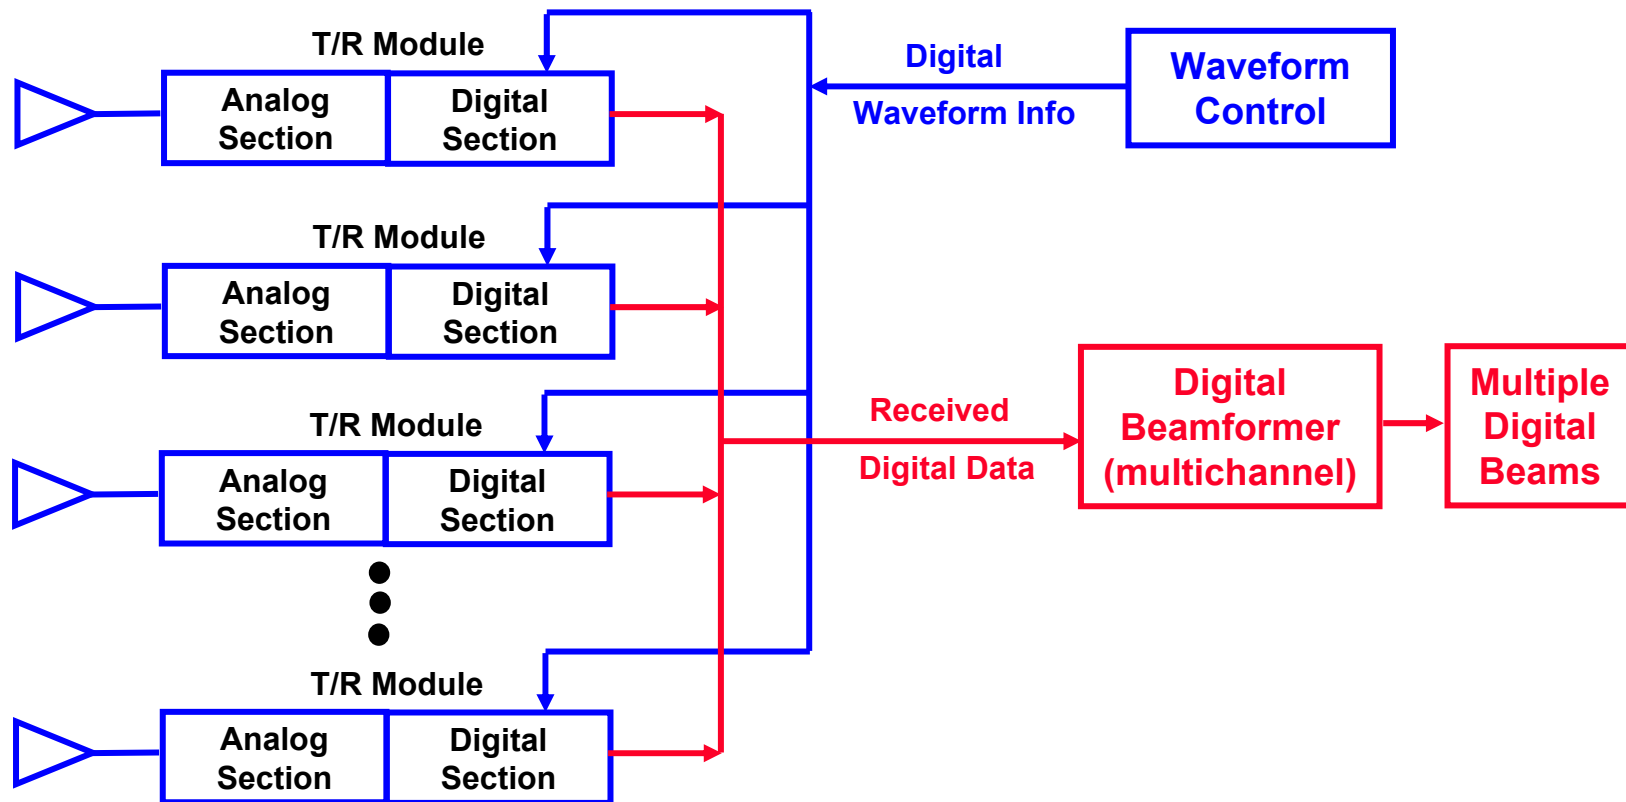 T/R Module
Analog
Section
Digital
Section
Digital
Waveform Info
Waveform
Control
T/R Module
Analog
Section
Digital
Section
T/R Module
Analog
Section
Digital
Section
Received
Digital Data
Digital
Beamformer
(multichannel)
Multiple
Digital
Beams
T/R Module
Analog
Section
Digital
Section